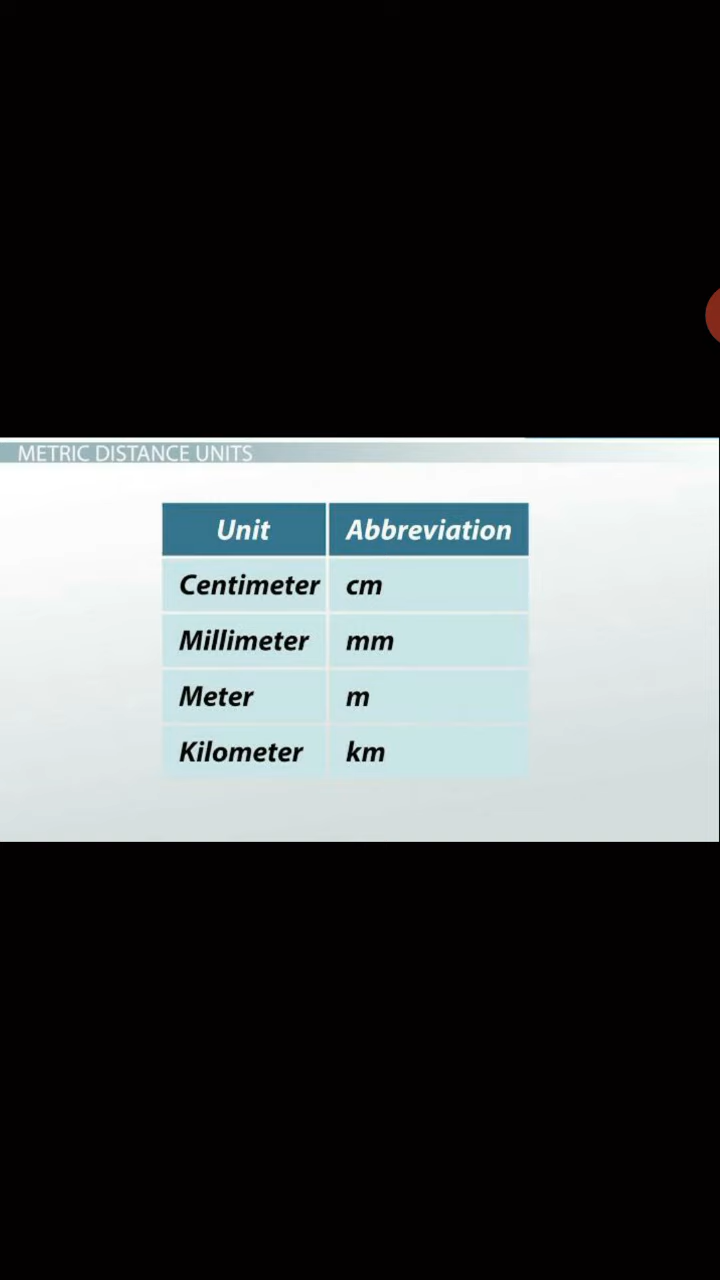 METRIC DISTANCE UNITS
Unit Abbreviation
Centimeter cm
Millimeter mm
Meter m
Kilometer km